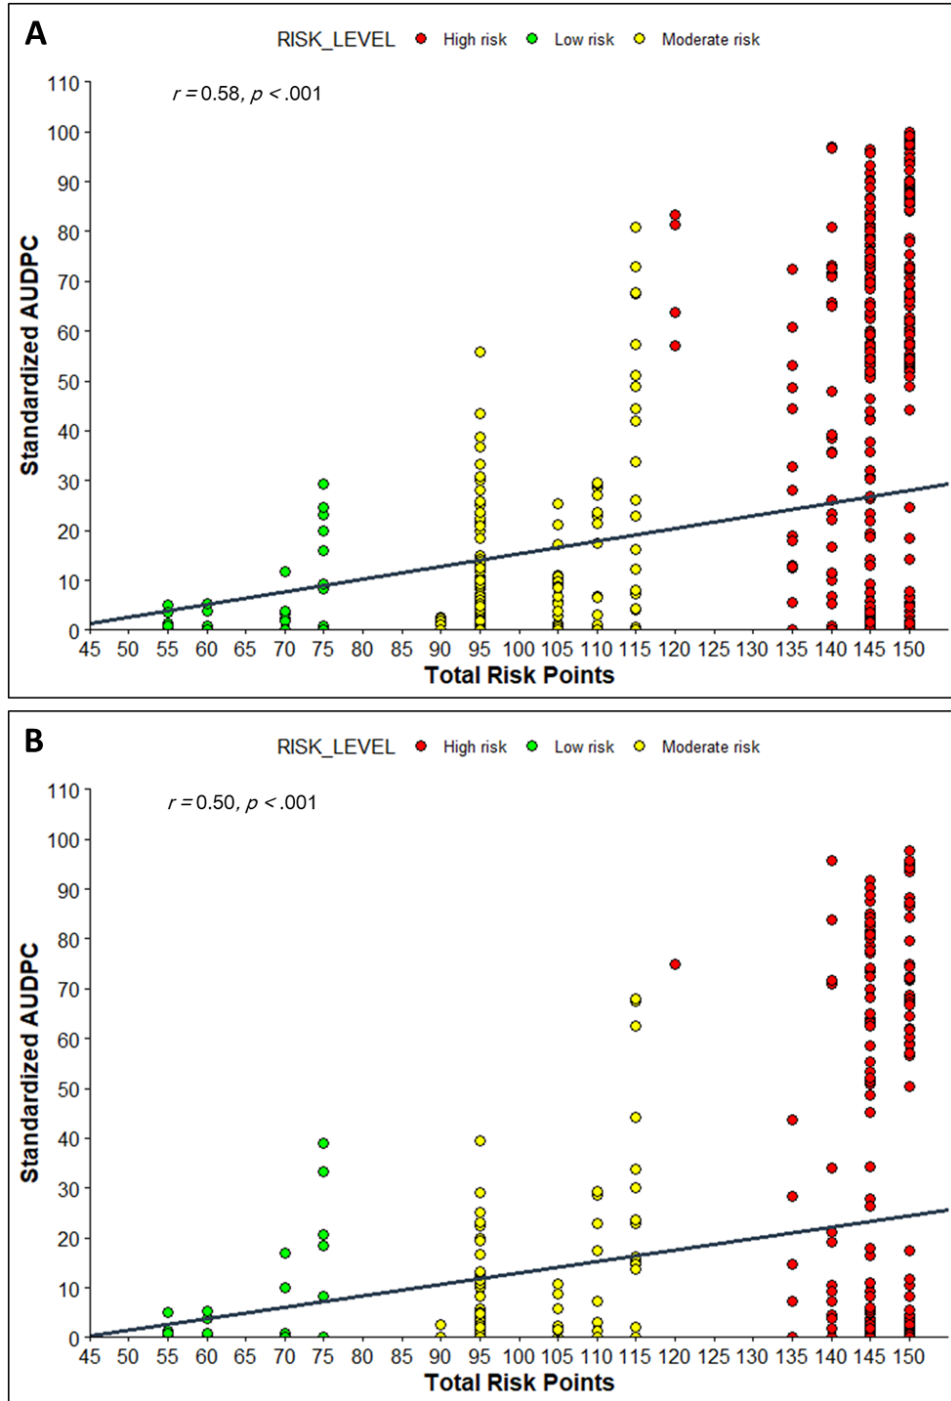 A
RISK_LEVEL High risk Low risk Moderate risk
r = 0.58, p < .001
110
100
90
80
70
60
50
40
30
20
10
0
Standardized AUDPC
45 50 55 60 65 70 75 80 85 90 95 100 105 110 115 120 125 130 135 140 145 150
Total Risk Points
B
RISK_LEVEL High risk Low risk Moderate risk
r = 0.50, p < .001
110
100
90
80
70
60
50
40
30
20
10
0
Standardized AUDPC
45 50 55 60 65 70 75 80 85 90 95 100 105 110 115 120 125 130 135 140 145 150
Total Risk Points